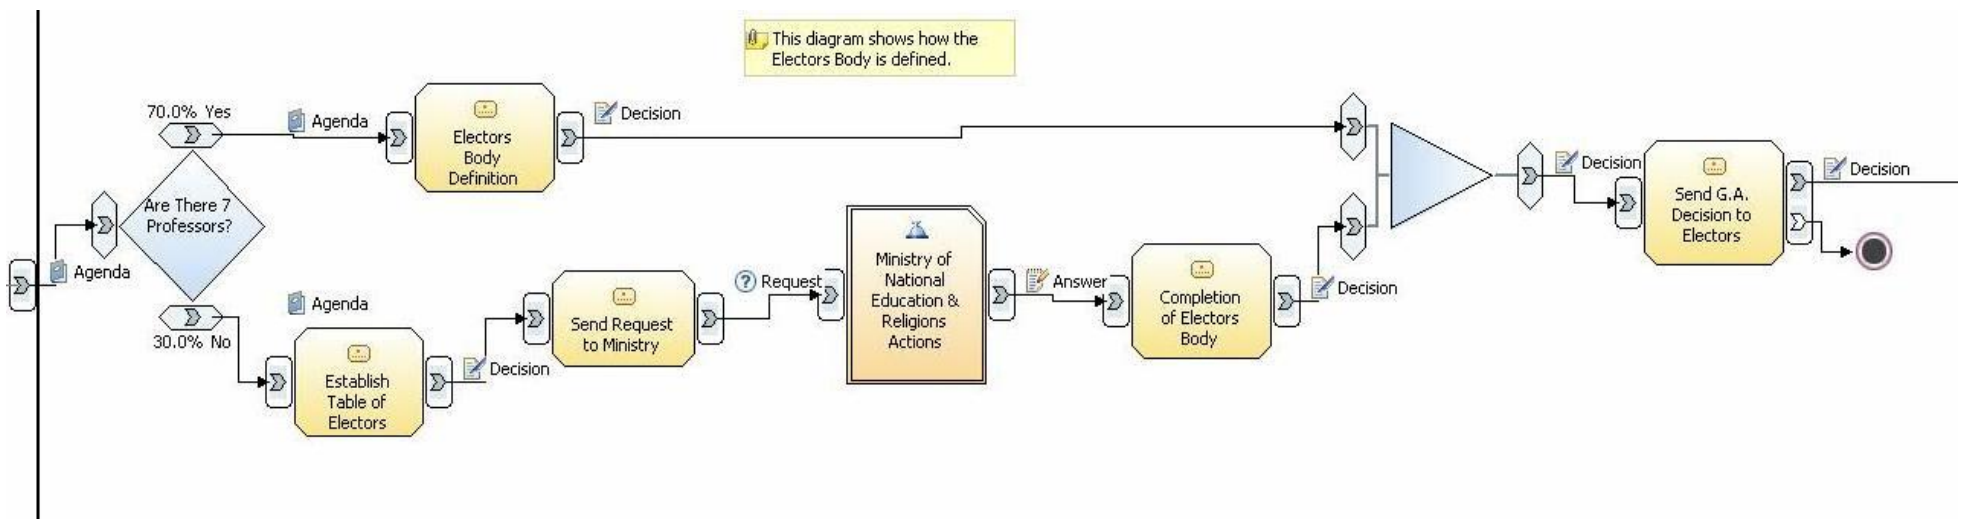 This diagram shows how the
Electors Body is defined.
70.0% Yes
Agenda
Electors
Body
Definition
Decision
Are There 7
Professors?
Agenda
30.0% No
Agenda
Establish
Table of
Electors
Decision
Send Request
to Ministry
Request
Ministry of
National
Education &
Religions
Actions
Answer
Completion
of Electors
Body
Decision
Decision
Send G.A.
Decision to
Electors
Decision